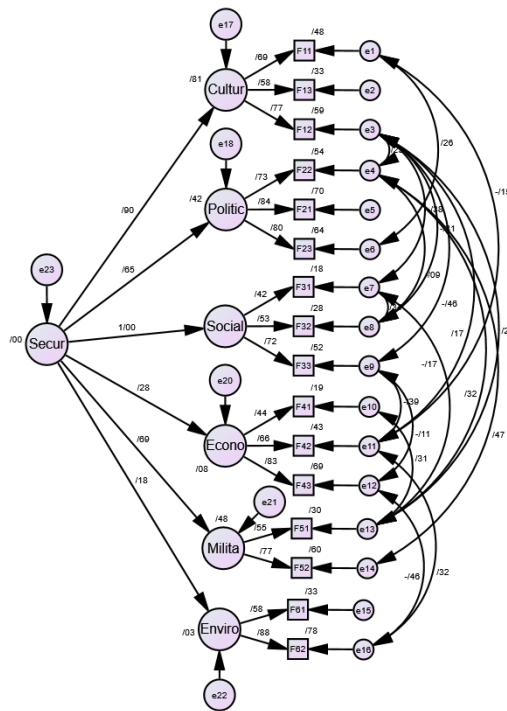 e17
/48
/69
F11
e1
/81
Cultur
/58
/33
F13
e2
/77
/59
F12
e3
e18
/54
/26
/73
F22
e4
/90
/42
Politic
/84
/70
F21
e5
/80
/64
F23
e6
/65
e23
/18
/42
F31
e7
/09
/00
Secur
1/00
Social
/53
/28
F32
e8
-/46
/17
/72
/52
F33
e9
-/17
/28
e20
/19
-/39
/32
/44
F41
e10
-/11
/69
Econo
/66
/43
F42
e11
/31
/47
/08
/83
/69
F43
e12
/18
e21
/48
/55
/30
F51
e13
Milita
/77
/60
F52
e14
-/46
/32
/33
/58
F61
e15
/03
Enviro
/88
/78
F62
e16
e22